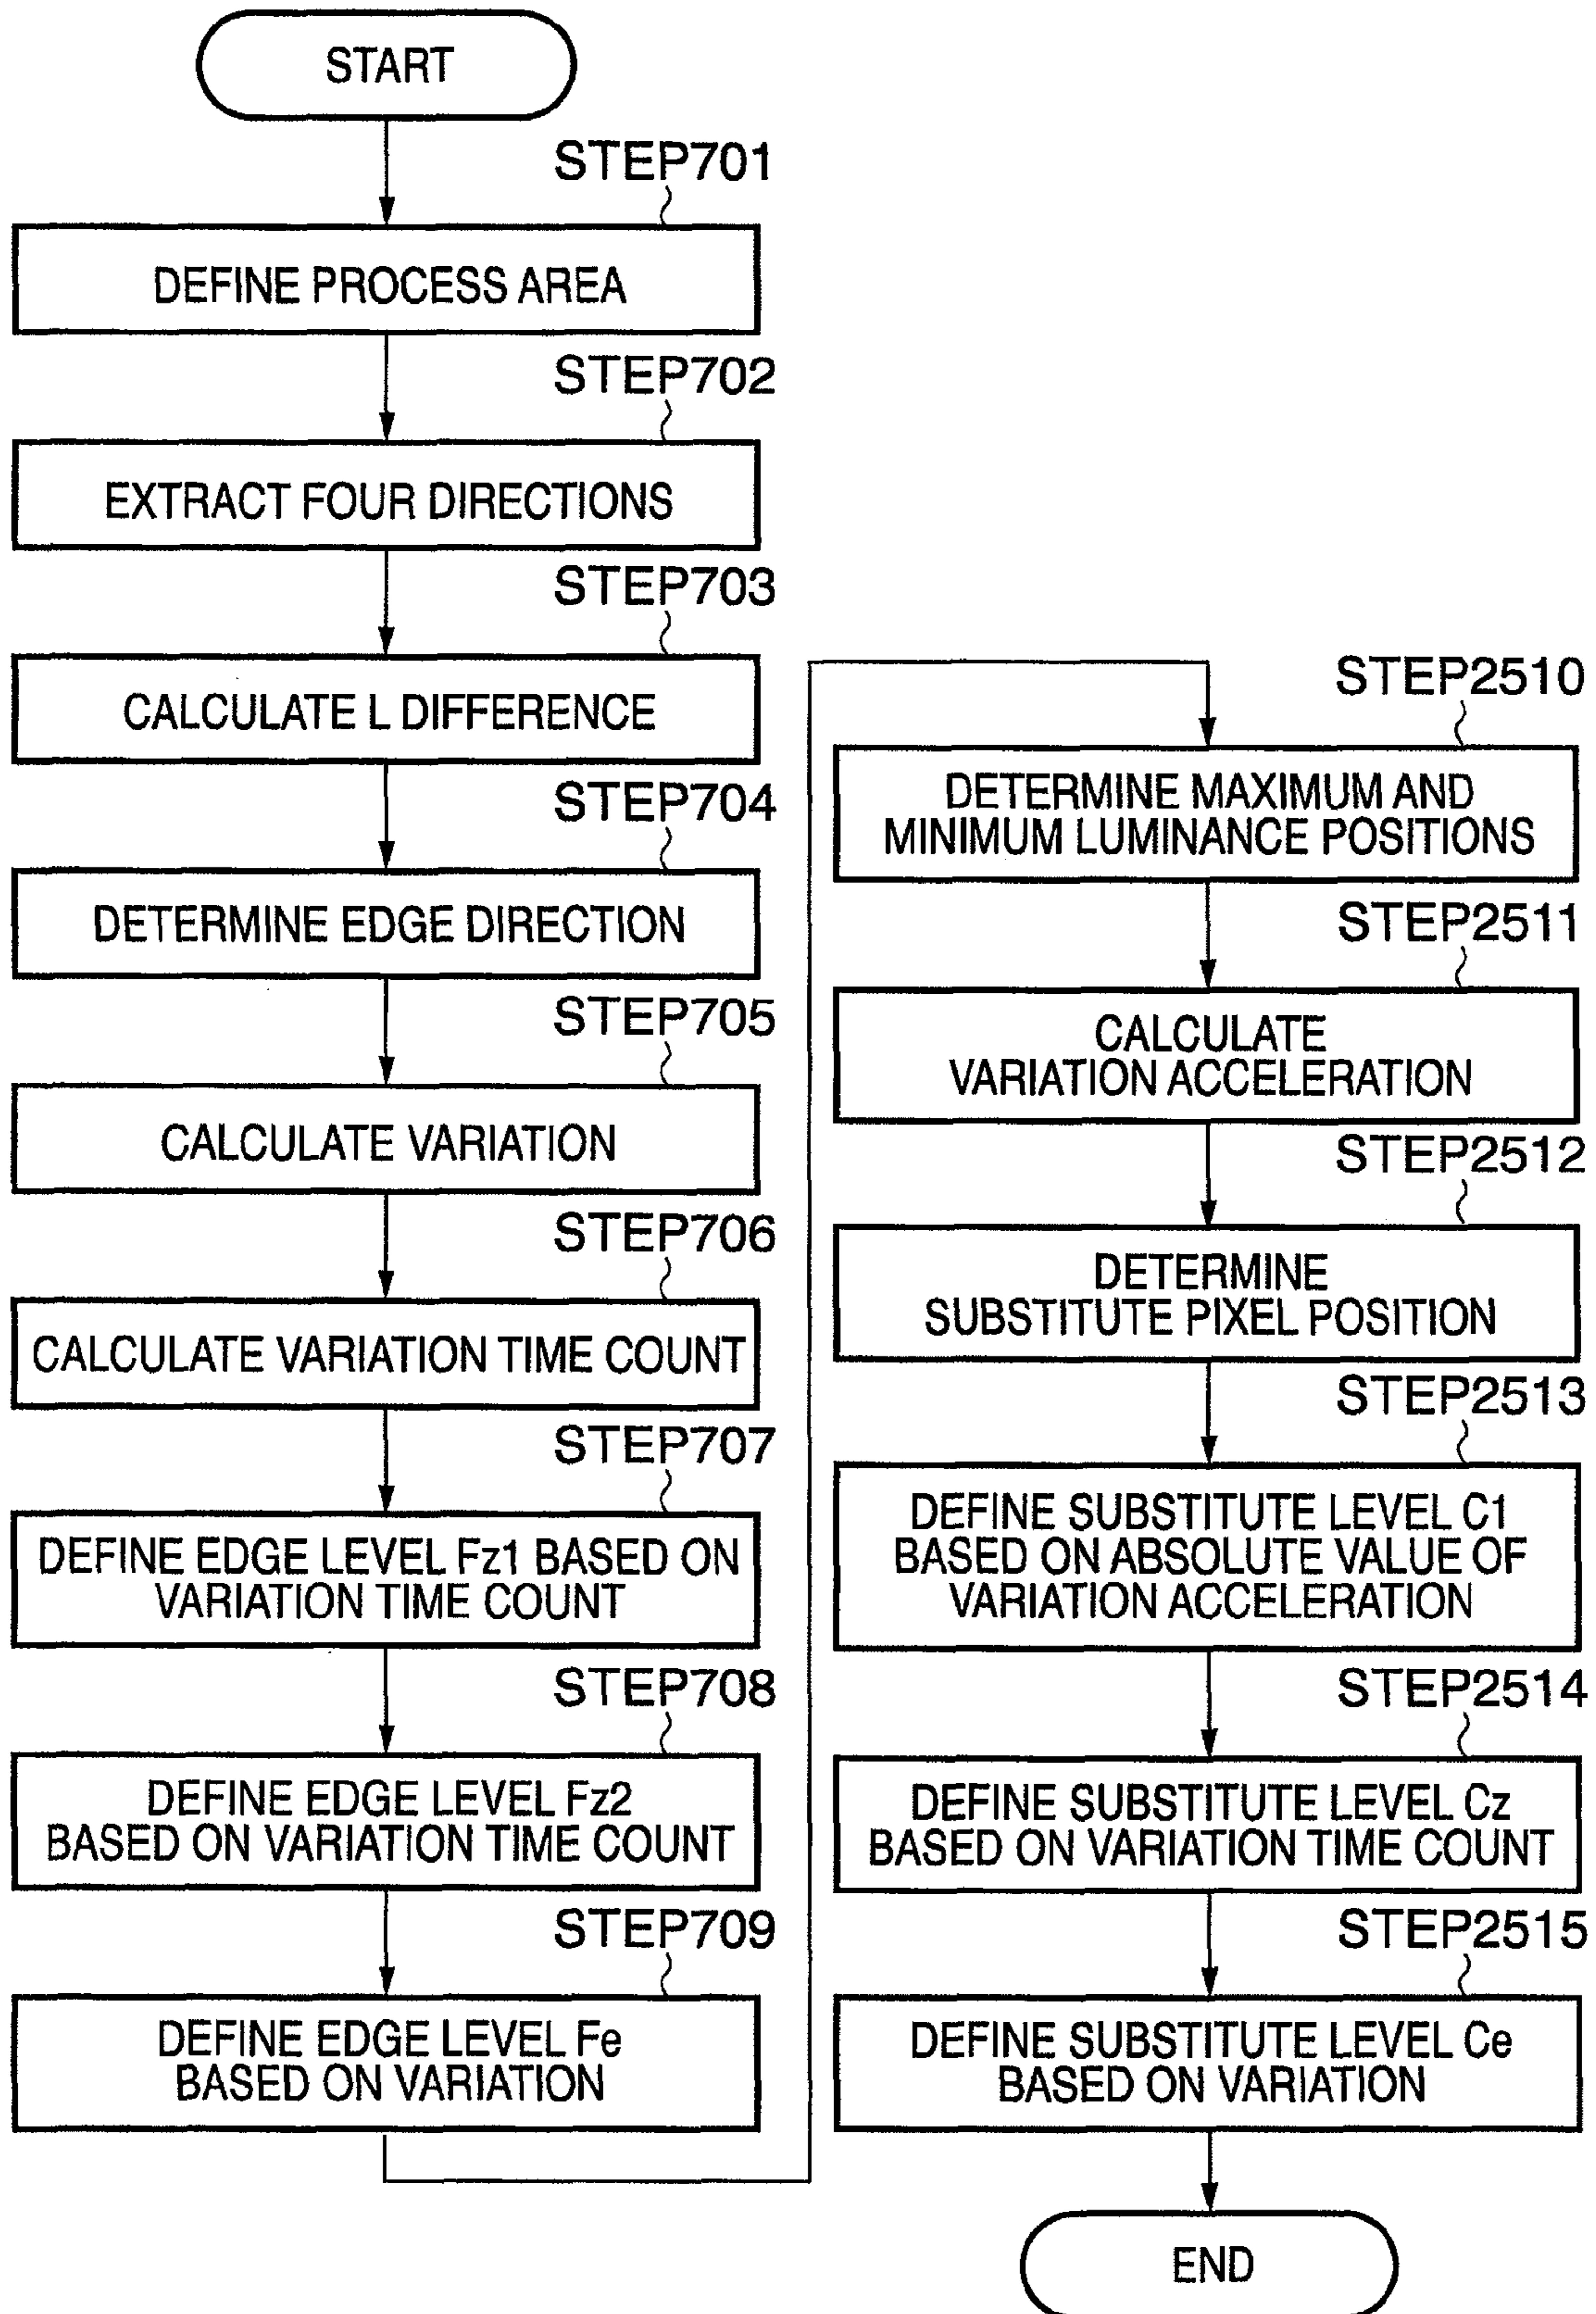 START
STEP701
DEFINE PROCESS AREA
STEP702
EXTRACT FOUR DIRECTIONS
STEP703
CALCULATE L DIFFERENCE
STEP704
DETERMINE EDGE DIRECTION
STEP705
CALCULATE VARIATION
STEP706
CALCULATE VARIATION TIME COUNT
STEP707
DEFINE EDGE LEVEL Fz1 BASED ON
VARIATION TIME COUNT
STEP708
DEFINE EDGE LEVEL Fz2
BASED ON VARIATION TIME COUNT
STEP709
DEFINE EDGE LEVEL Fe
BASED ON VARIATION
STEP2510
DETERMINE MAXIMUM AND
MINIMUM LUMINANCE POSITIONS
STEP2511
CALCULATE
VARIATION ACCELERATION
STEP2512
DETERMINE
SUBSTITUTE PIXEL POSITION
STEP2513
DEFINE SUBSTITUTE LEVEL C1
BASED ON ABSOLUTE VALUE OF
VARIATION ACCELERATION
STEP2514
DEFINE SUBSTITUTE LEVEL Cz
BASED ON VARIATION TIME COUNT
STEP2515
DEFINE SUBSTITUTE LEVEL Ce
BASED ON VARIATION
END